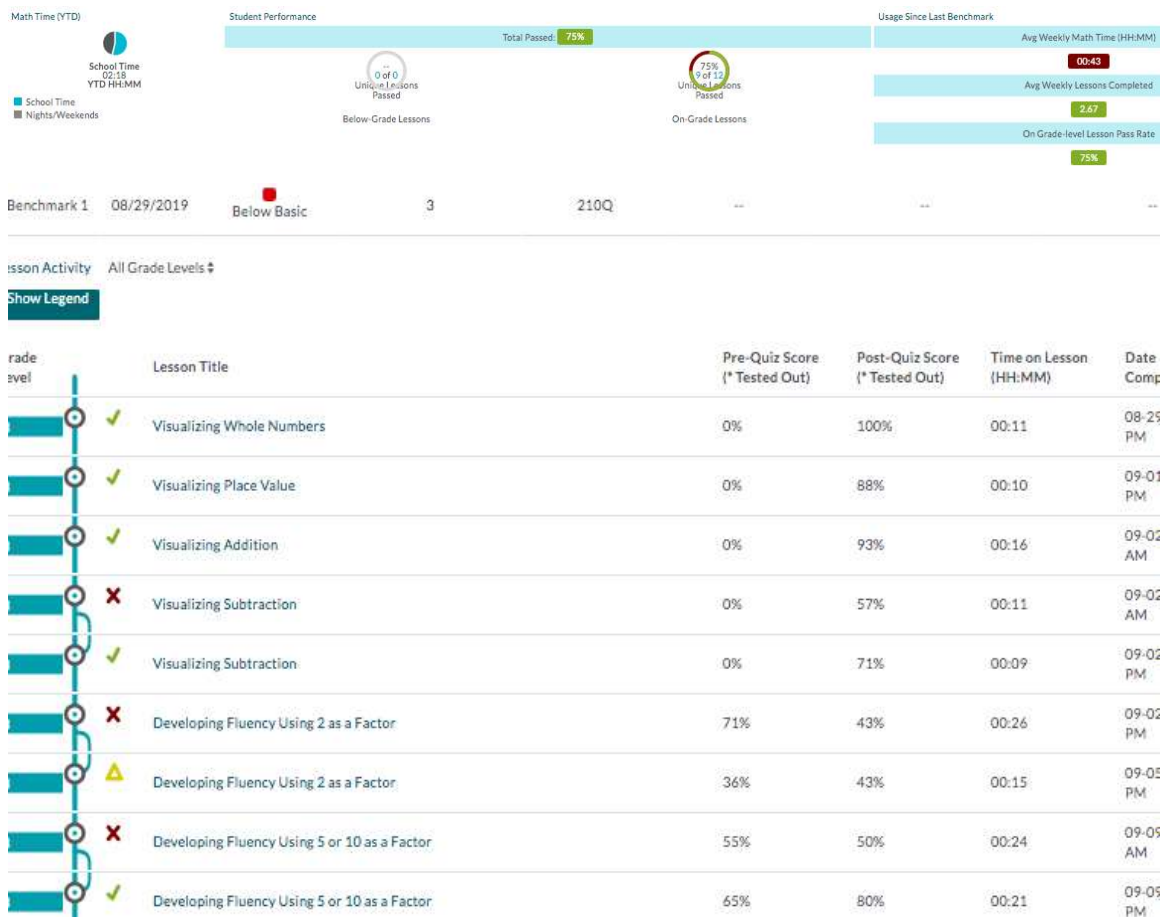 Math Time (YTD)
School Time
02:18
YTD HH:MM
School Time
Nights/Weekends
Student Performance
Total Passed: 75%
--
0 of 0
Unique Lessons
Passed
Below-Grade Lessons
75%
9 of 12
Unique Lessons
Passed
On-Grade Lessons
Usage Since Last Benchmark
Avg Weekly Math Time (HH:MM)
00:43
Avg Weekly Lessons Completed
2.67
On Grade-level Lesson Pass Rate
75%
Benchmark 1 08/29/2019 Below Basic 3 210Q -- -- --
esson Activity All Grade Levels
Show Legend
rade
evel
Lesson Title
Pre-Quiz Score
(* Tested Out)
Post-Quiz Score
(* Tested Out)
Time on Lesson
(HH:MM)
Date
Comp
Visualizing Whole Numbers 0% 100% 00:11 08-29
PM
Visualizing Place Value 0% 88% 00:10 09-01
PM
Visualizing Addition 0% 93% 00:16 09-02
AM
Visualizing Subtraction 0% 57% 00:11 09-02
AM
Visualizing Subtraction 0% 71% 00:09 09-02
PM
Developing Fluency Using 2 as a Factor 71% 43% 00:26 09-02
PM
Developing Fluency Using 2 as a Factor 36% 43% 00:15 09-05
PM
Developing Fluency Using 5 or 10 as a Factor 55% 50% 00:24 09-09
AM
Developing Fluency Using 5 or 10 as a Factor 65% 80% 00:21 09-09
PM